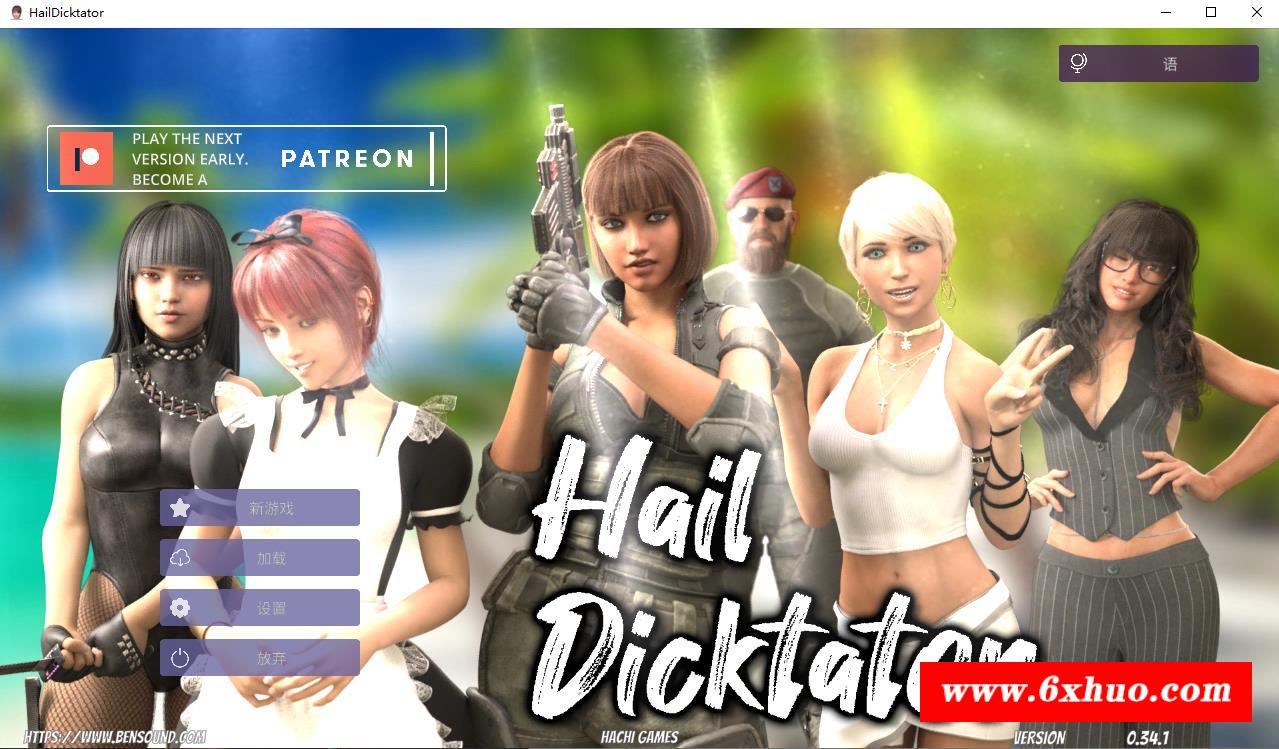 HailDicktator
语
PLAY THE NEXT
VERSION EARLY.
BECOME A
PATREON
新游戏
加载
设置
放弃
Hail
Dicktator
www.6xhuo.com
HTTPS://WWW.BENSOUND.COM
HACHI GAMES
VERSION
0.34.1